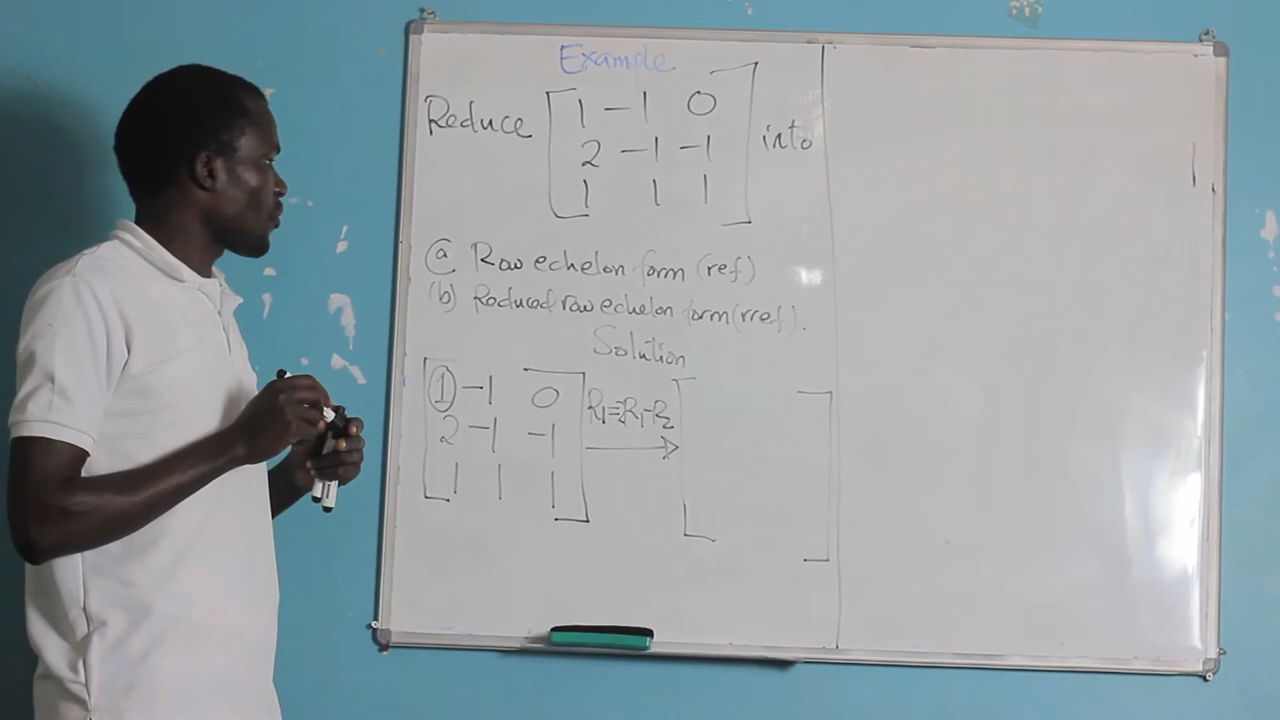 Example
Reduce [1 -1 0
2 -1 -1
1 1 1] into
(a) Row echelon form (ref)
(b) Reduced row echelon form (rref).
Solution
[1 -1 0
2 -1 -1
1 1 1] R₁=2R₁-R₂ → [ ]